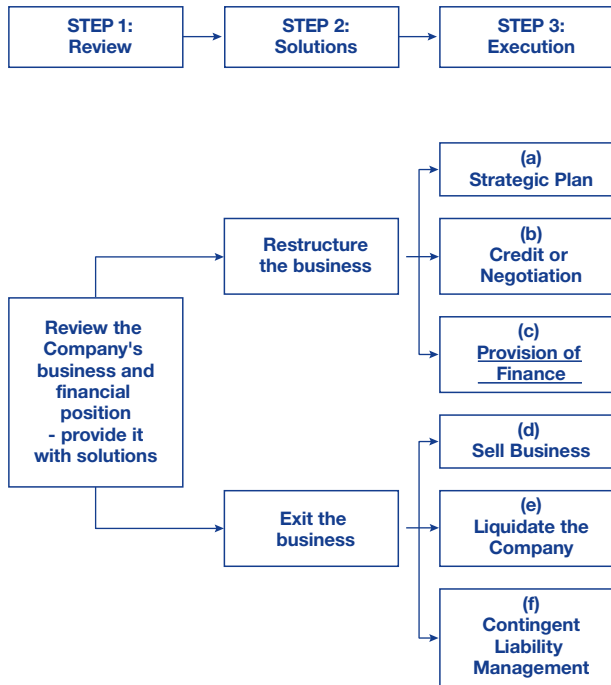 STEP 1:
Review
STEP 2:
Solutions
STEP 3:
Execution
(a)
Strategic Plan
Restructure
the business
(b)
Credit or
Negotiation
(c)
Provision of
Finance
Review the
Company's
business and
financial
position
- provide it
with solutions
(d)
Sell Business
Exit the
business
(e)
Liquidate the
Company
(f)
Contingent
Liability
Management